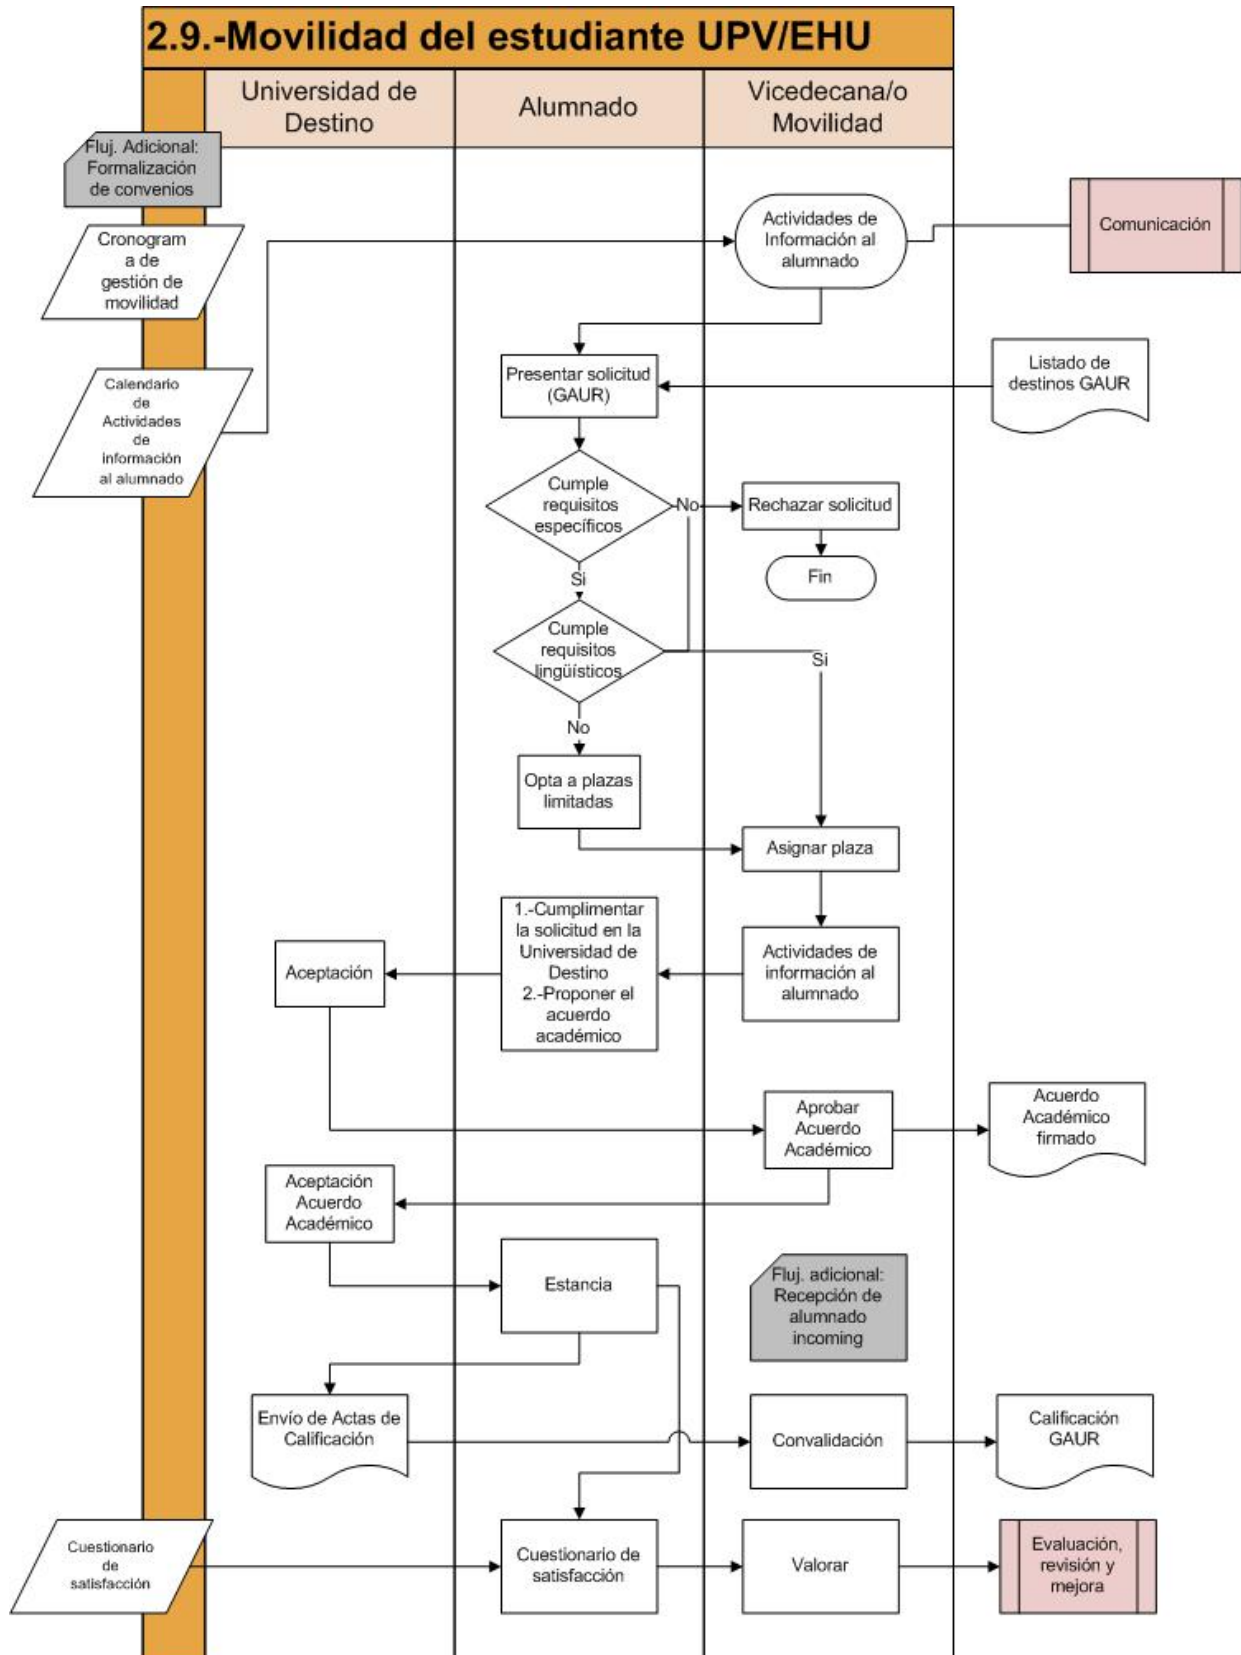 2.9.-Movilidad del estudiante UPV/EHU
Universidad de
Destino
Alumnado
Vicedecana/o
Movilidad
Fluj. Adicional:
Formalización
de convenios
Cronogram
a de
gestión de
movilidad
Actividades de
Información al
alumnado
Comunicación
Calendario
de
Actividades
de
información
al alumnado
Presentar solicitud
(GAUR)
Listado de
destinos GAUR
Cumple
requisitos
específicos
No
Rechazar solicitud
Si
Fin
Cumple
requisitos
lingüísticos
Si
No
Opta a plazas
limitadas
Asignar plaza
1.-Cumplimentar
la solicitud en la
Universidad de
Destino
2.-Proponer el
acuerdo
académico
Aceptación
Actividades de
información al
alumnado
Aprobar
Acuerdo
Académico
Acuerdo
Académico
firmado
Aceptación
Acuerdo
Académico
Estancia
Fluj. adicional:
Recepción de
alumnado
incoming
Envío de Actas de
Calificación
Convalidación
Calificación
GAUR
Cuestionario
de
satisfacción
Cuestionario de
satisfacción
Valorar
Evaluación,
revisión y
mejora